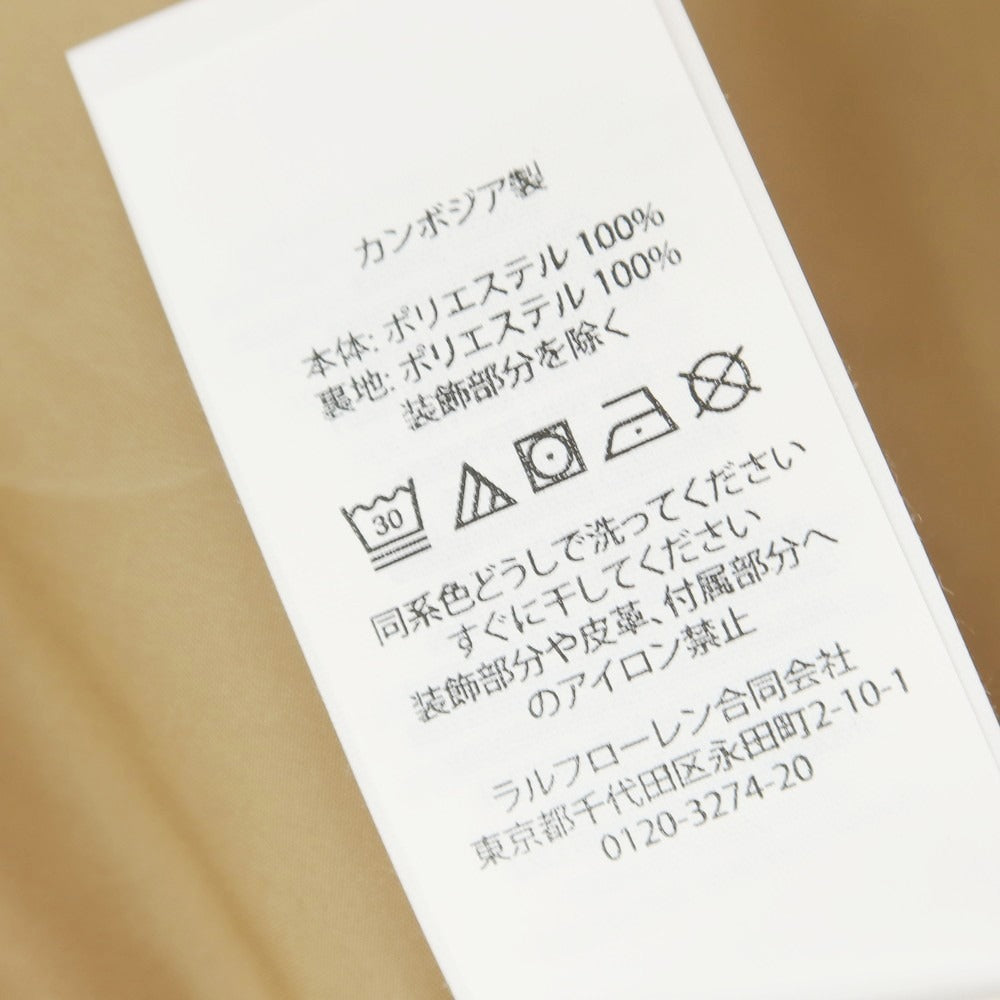 カンボジア製
本体: ポリエステル 100%
裏地: ポリエステル 100%
装飾部分を除く
30
同系色どうしで洗ってください
すぐに干してください
装飾部分や皮革、付属部分へ
のアイロン禁止
ラルフローレン合同会社
東京都千代田区永田町2-10-1
0120-3274-20